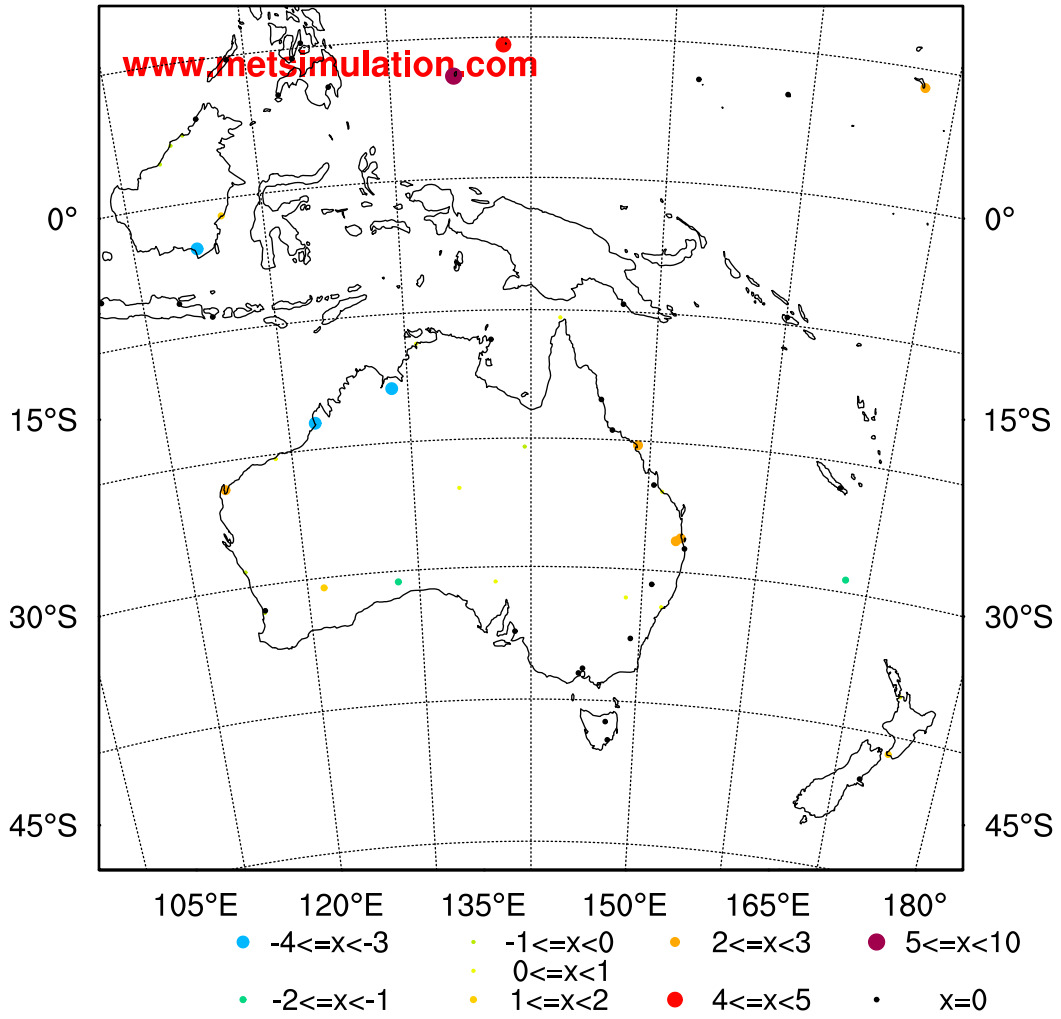 www.metsimulation.com
0° 0°
15°S 15°S
30°S 30°S
45°S 45°S
105°E 120°E 135°E 150°E 165°E 180°
-4<=x<-3 -1<=x<0 2<=x<3 5<=x<10
0<=x<1
-2<=x<-1 1<=x<2 4<=x<5 x=0